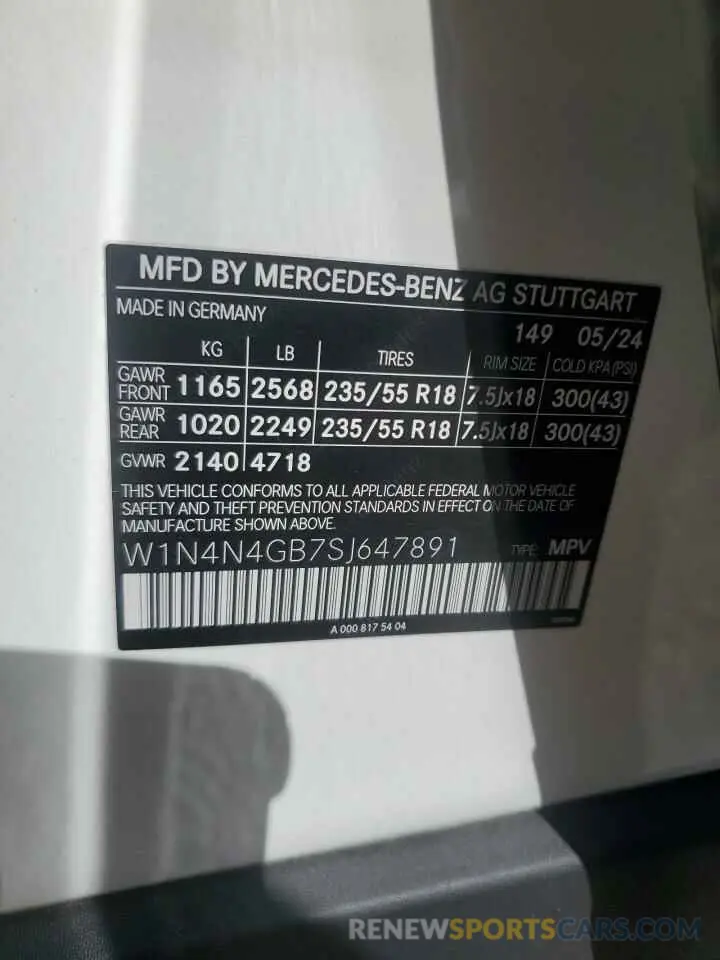 MFD BY MERCEDES-BENZ AG STUTTGART
MADE IN GERMANY
149 05/24
KG LB TIRES RIM SIZE COLD KPA(PSI)
GAWR FRONT 1165 2568 235/55 R18 7.5Jx18 300(43)
GAWR REAR 1020 2249 235/55 R18 7.5Jx18 300(43)
GVWR 2140 4718
THIS VEHICLE CONFORMS TO ALL APPLICABLE FEDERAL MOTOR VEHICLE
SAFETY AND THEFT PREVENTION STANDARDS IN EFFECT ON THE DATE OF
MANUFACTURE SHOWN ABOVE.
W1N4N4GB7SJ647891 TYPE: MPV
A 000 817 54 04
RENEWSPORTSCARS.COM